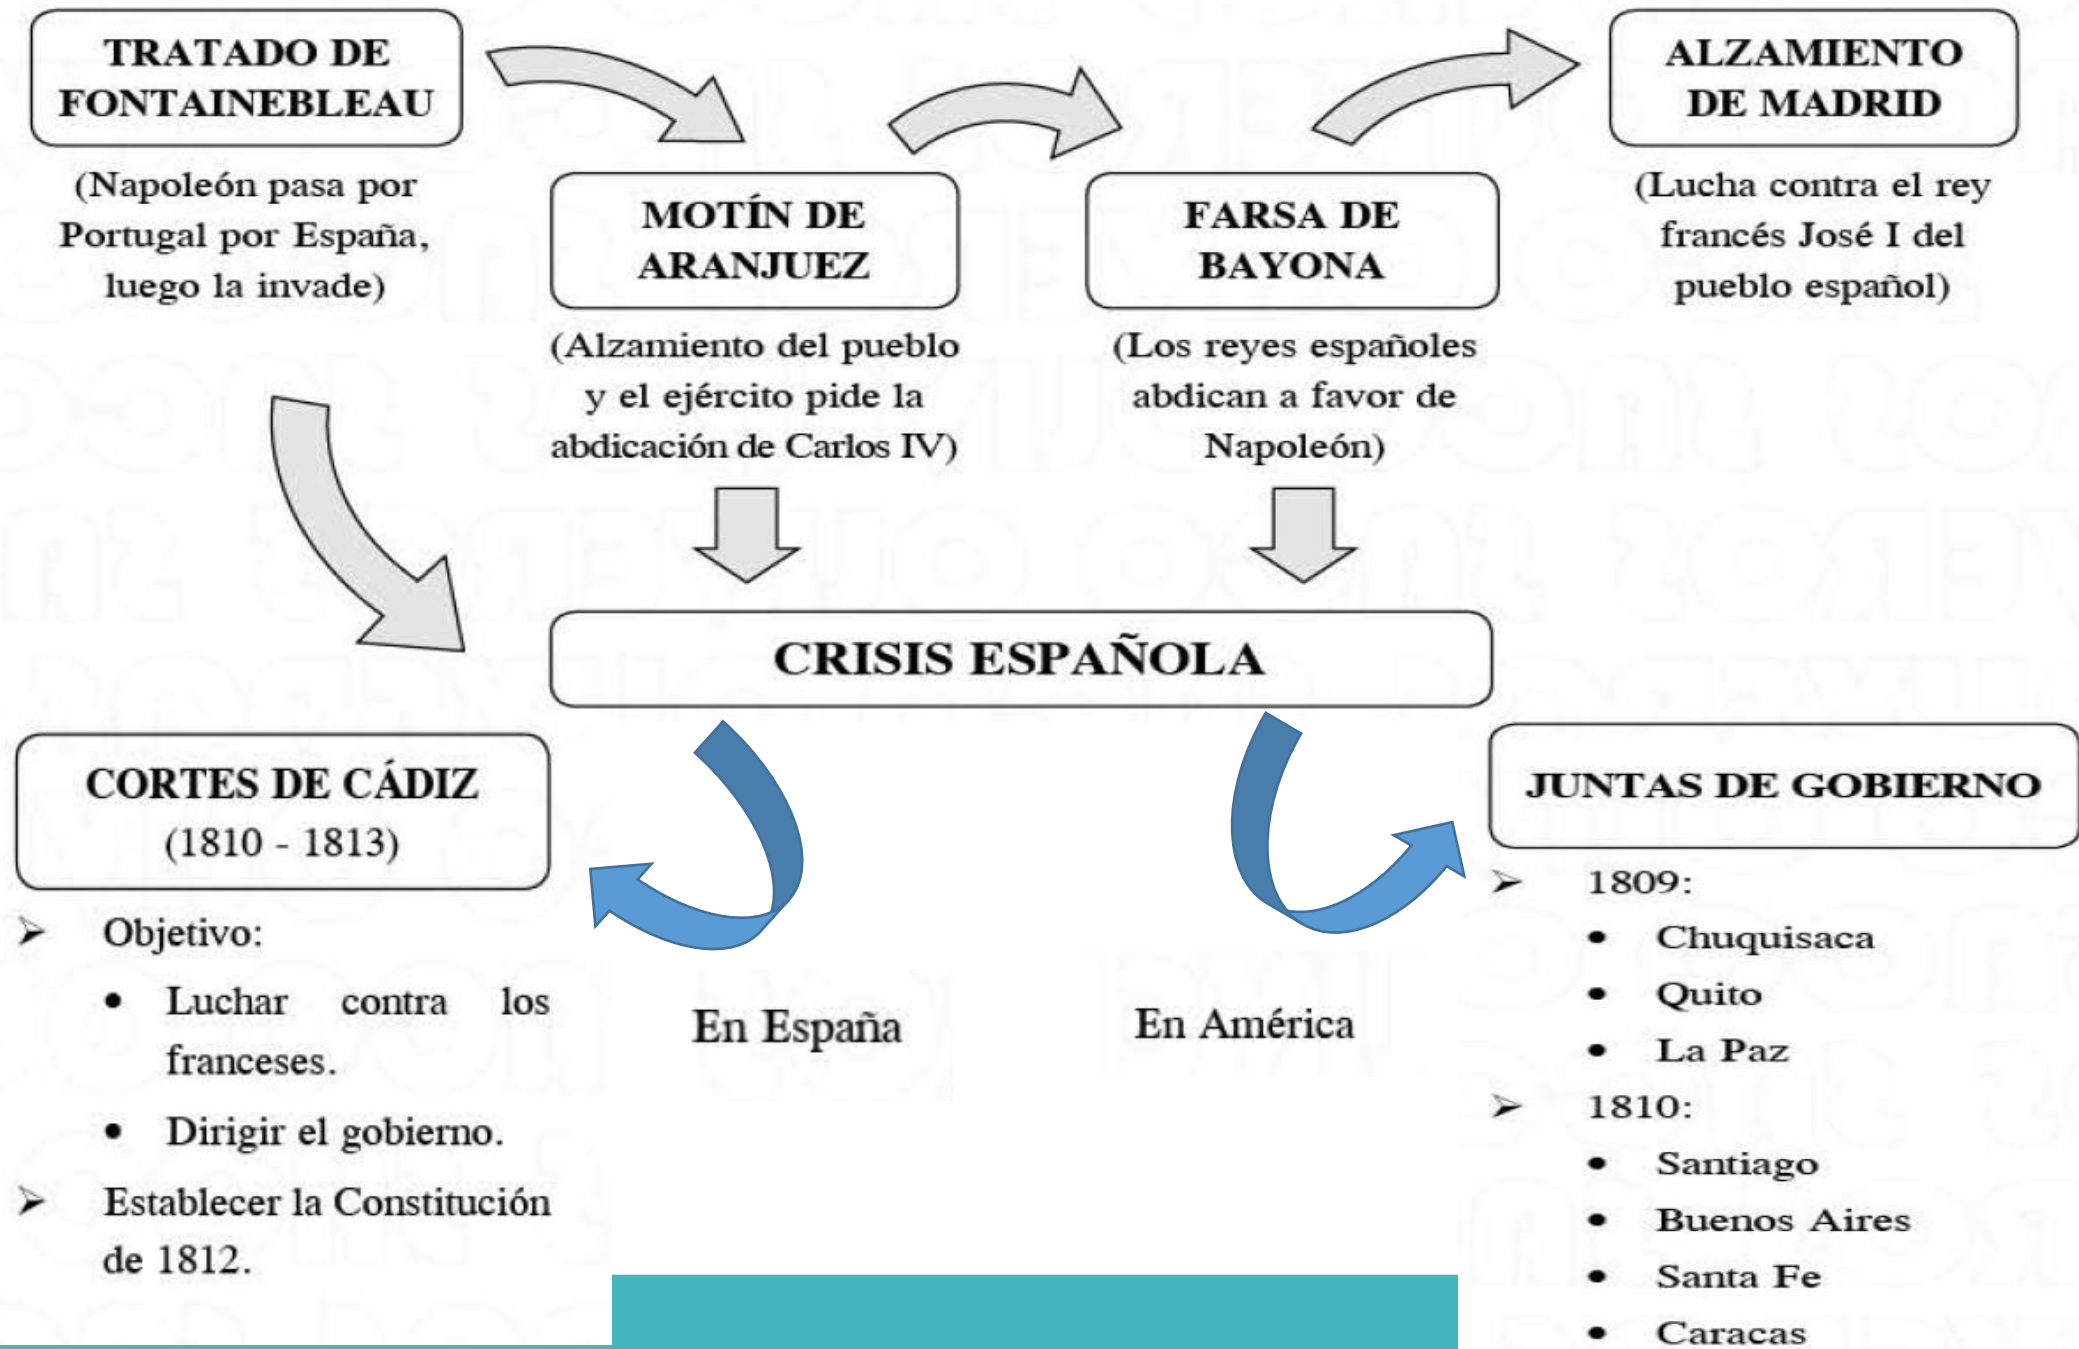 TRATADO DE
FONTAINEBLEAU
(Napoleón pasa por
Portugal por España,
luego la invade)
MOTÍN DE
ARANJUEZ
(Alzamiento del pueblo
y el ejército pide la
abdicación de Carlos IV)
FARSA DE
BAYONA
(Los reyes españoles
abdican a favor de
Napoleón)
ALZAMIENTO
DE MADRID
(Lucha contra el rey
francés José I del
pueblo español)
CRISIS ESPAÑOLA
CORTES DE CÁDIZ
(1810 - 1813)
➢ Objetivo:
• Luchar contra los
franceses.
• Dirigir el gobierno.
➢ Establecer la Constitución
de 1812.
En España
En América
JUNTAS DE GOBIERNO
➢ 1809:
• Chuquisaca
• Quito
• La Paz
➢ 1810:
• Santiago
• Buenos Aires
• Santa Fe
• Caracas